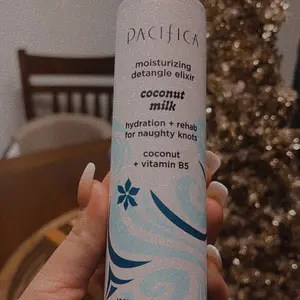 PACIFICA
moisturizing
detangle elixir
coconut
milk
hydration + rehab
for naughty knots
coconut
+ vitamin B5